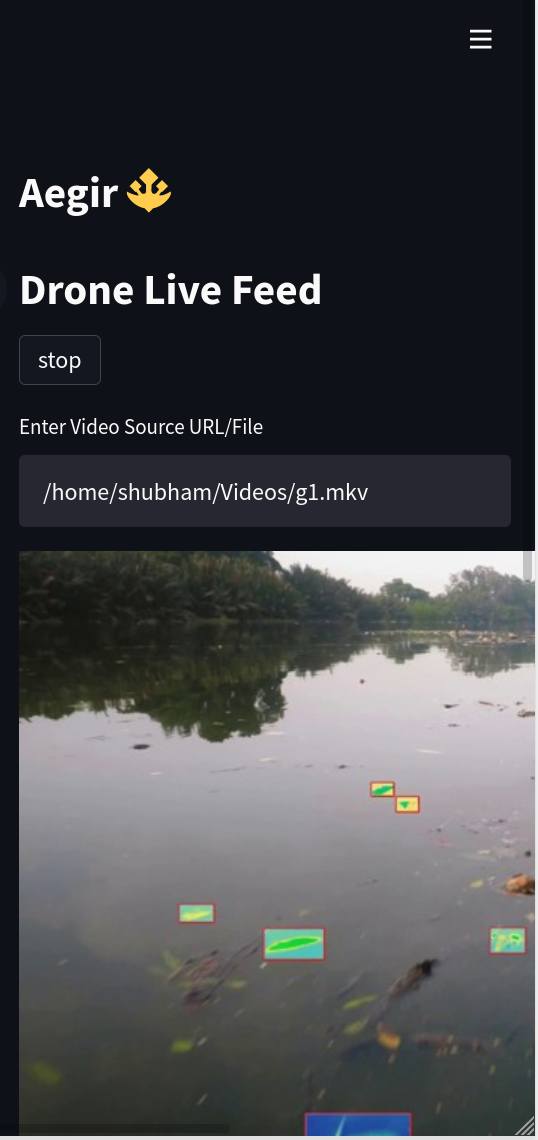 Aegir
Drone Live Feed
stop
Enter Video Source URL/File
/home/shubham/Videos/g1.mkv